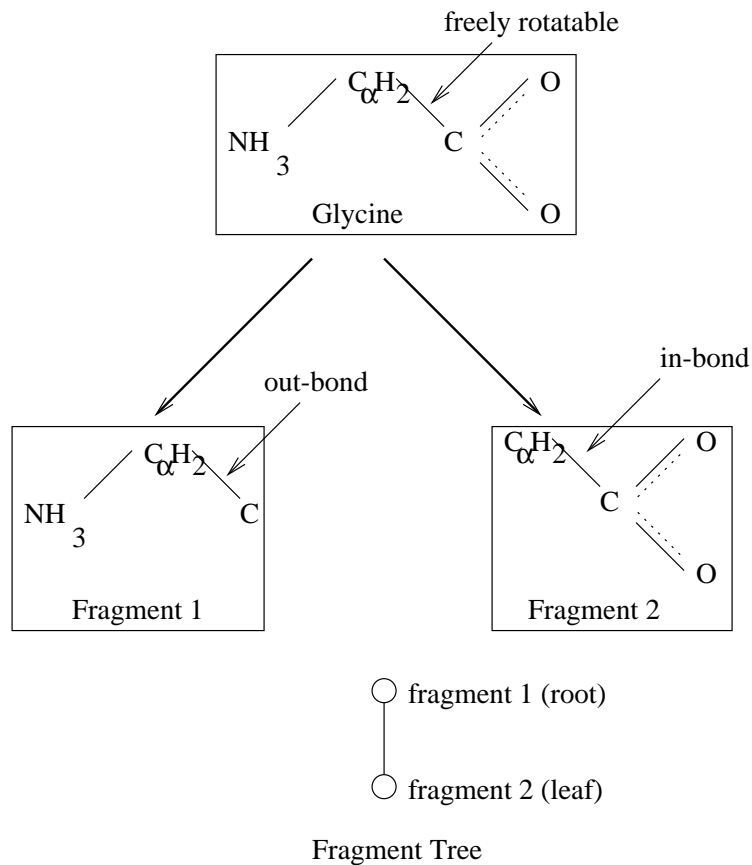 freely rotatable
CαH2
O
NH3
C
O
Glycine
in-bond
out-bond
CαH2
NH3
C
Fragment 1
CαH2
O
C
O
Fragment 2
fragment 1 (root)
fragment 2 (leaf)
Fragment Tree